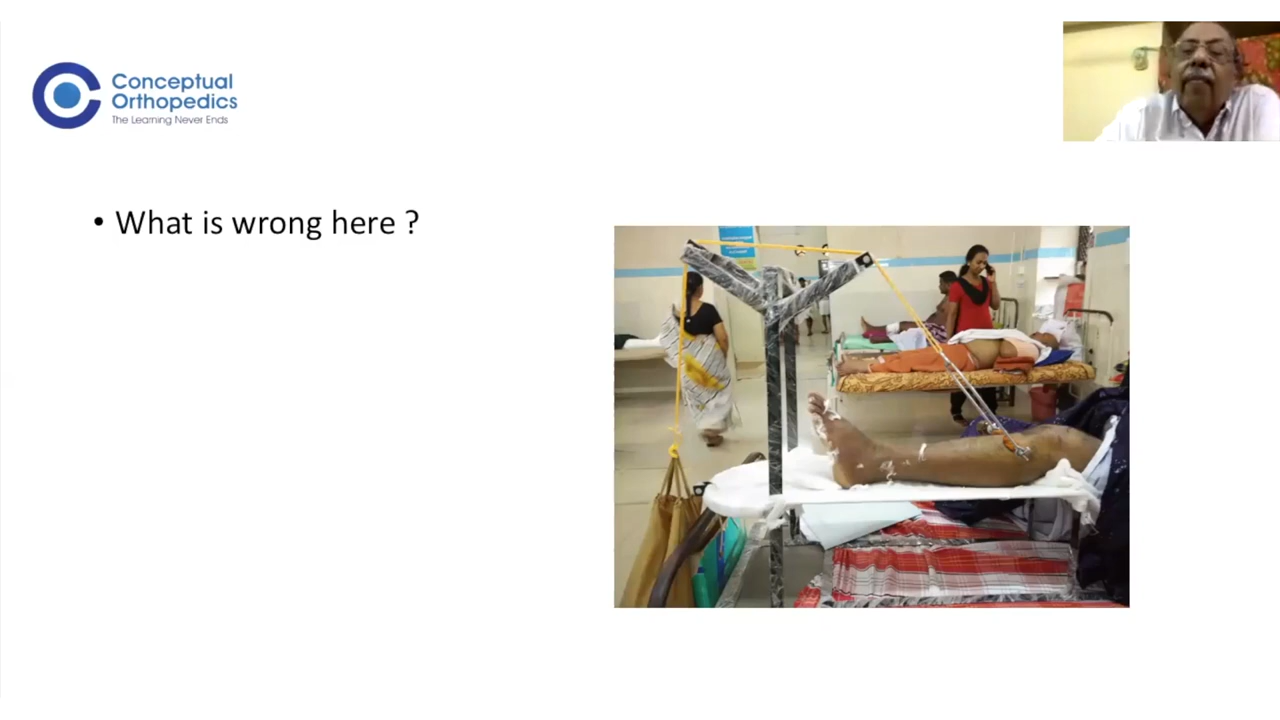 Conceptual
Orthopedics
The Learning Never Ends
• What is wrong here ?